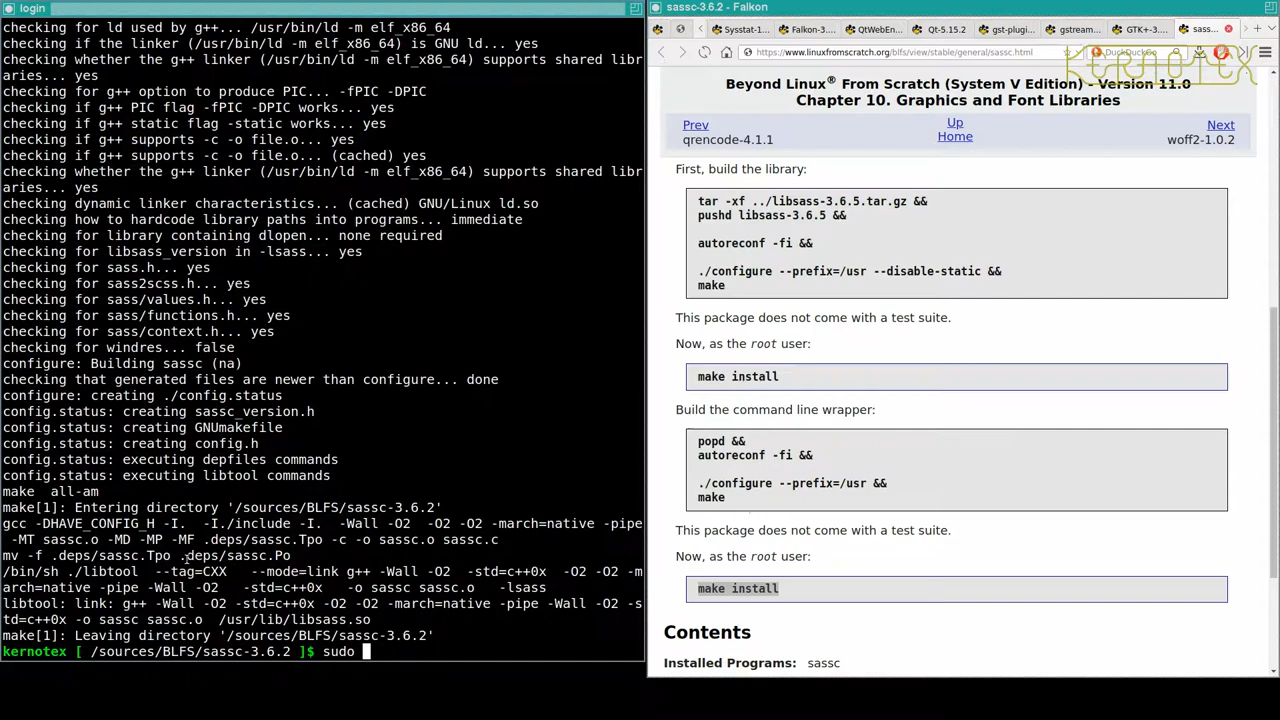 login
checking for ld used by g++... /usr/bin/ld -m elf_x86_64
checking if the linker (/usr/bin/ld -m elf_x86_64) is GNU ld... yes
checking whether the g++ linker (/usr/bin/ld -m elf_x86_64) supports shared libr
aries... yes
checking for g++ option to produce PIC... -fPIC -DPIC
checking if g++ PIC flag -fPIC -DPIC works... yes
checking if g++ static flag -static works... yes
checking if g++ supports -c -o file.o... yes
checking if g++ supports -c -o file.o... (cached) yes
checking whether the g++ linker (/usr/bin/ld -m elf_x86_64) supports shared libr
aries... yes
checking dynamic linker characteristics... (cached) GNU/Linux ld.so
checking how to hardcode library paths into programs... immediate
checking for library containing dlopen... none required
checking for libsass_version in -lsass... yes
checking for sass.h... yes
checking for sass2scss.h... yes
checking for sass/values.h... yes
checking for sass/functions.h... yes
checking for sass/context.h... yes
checking for windres... false
configure: Building sassc (na)
checking that generated files are newer than configure... done
configure: creating ./config.status
config.status: creating sassc_version.h
config.status: creating GNUmakefile
config.status: creating config.h
config.status: executing depfiles commands
config.status: executing libtool commands
make  all-am
make[1]: Entering directory '/sources/BLFS/sassc-3.6.2'
gcc -DHAVE_CONFIG_H -I.  -I./include -I.  -Wall -O2  -O2 -O2 -march=native -pipe
 -MT sassc.o -MD -MP -MF .deps/sassc.Tpo -c -o sassc.o sassc.c
mv -f .deps/sassc.Tpo .deps/sassc.Po
/bin/sh ./libtool  --tag=CXX   --mode=link g++ -Wall -O2  -std=c++0x  -O2 -O2 -m
arch=native -pipe -Wall -O2   -std=c++0x   -o sassc sassc.o   -lsass
libtool: link: g++ -Wall -O2 -std=c++0x -O2 -O2 -march=native -pipe -Wall -O2 -s
td=c++0x -o sassc sassc.o  /usr/lib/libsass.so
make[1]: Leaving directory '/sources/BLFS/sassc-3.6.2'
kernotex [ /sources/BLFS/sassc-3.6.2 ]$ sudo
sassc-3.6.2 - Falkon
Sysstat-1 Falkon-3... QtWebEn... Qt-5.15.2 gst-plugi... gstream... GTK+-3... sass...
https://www.linuxfromscratch.org/blfs/view/stable/general/sassc.html DuckDuckGo
KERNOTEX
Beyond Linux® From Scratch (System V Edition) - Version 11.0
Chapter 10. Graphics and Font Libraries
Prev Up Next
qrencode-4.1.1 Home woff2-1.0.2
First, build the library:
tar -xf ../libsass-3.6.5.tar.gz &&
pushd libsass-3.6.5 &&
autoreconf -fi &&
./configure --prefix=/usr --disable-static &&
make
This package does not come with a test suite.
Now, as the root user:
make install
Build the command line wrapper:
popd &&
autoreconf -fi &&
./configure --prefix=/usr &&
make
This package does not come with a test suite.
Now, as the root user:
make install
Contents
Installed Programs: sassc